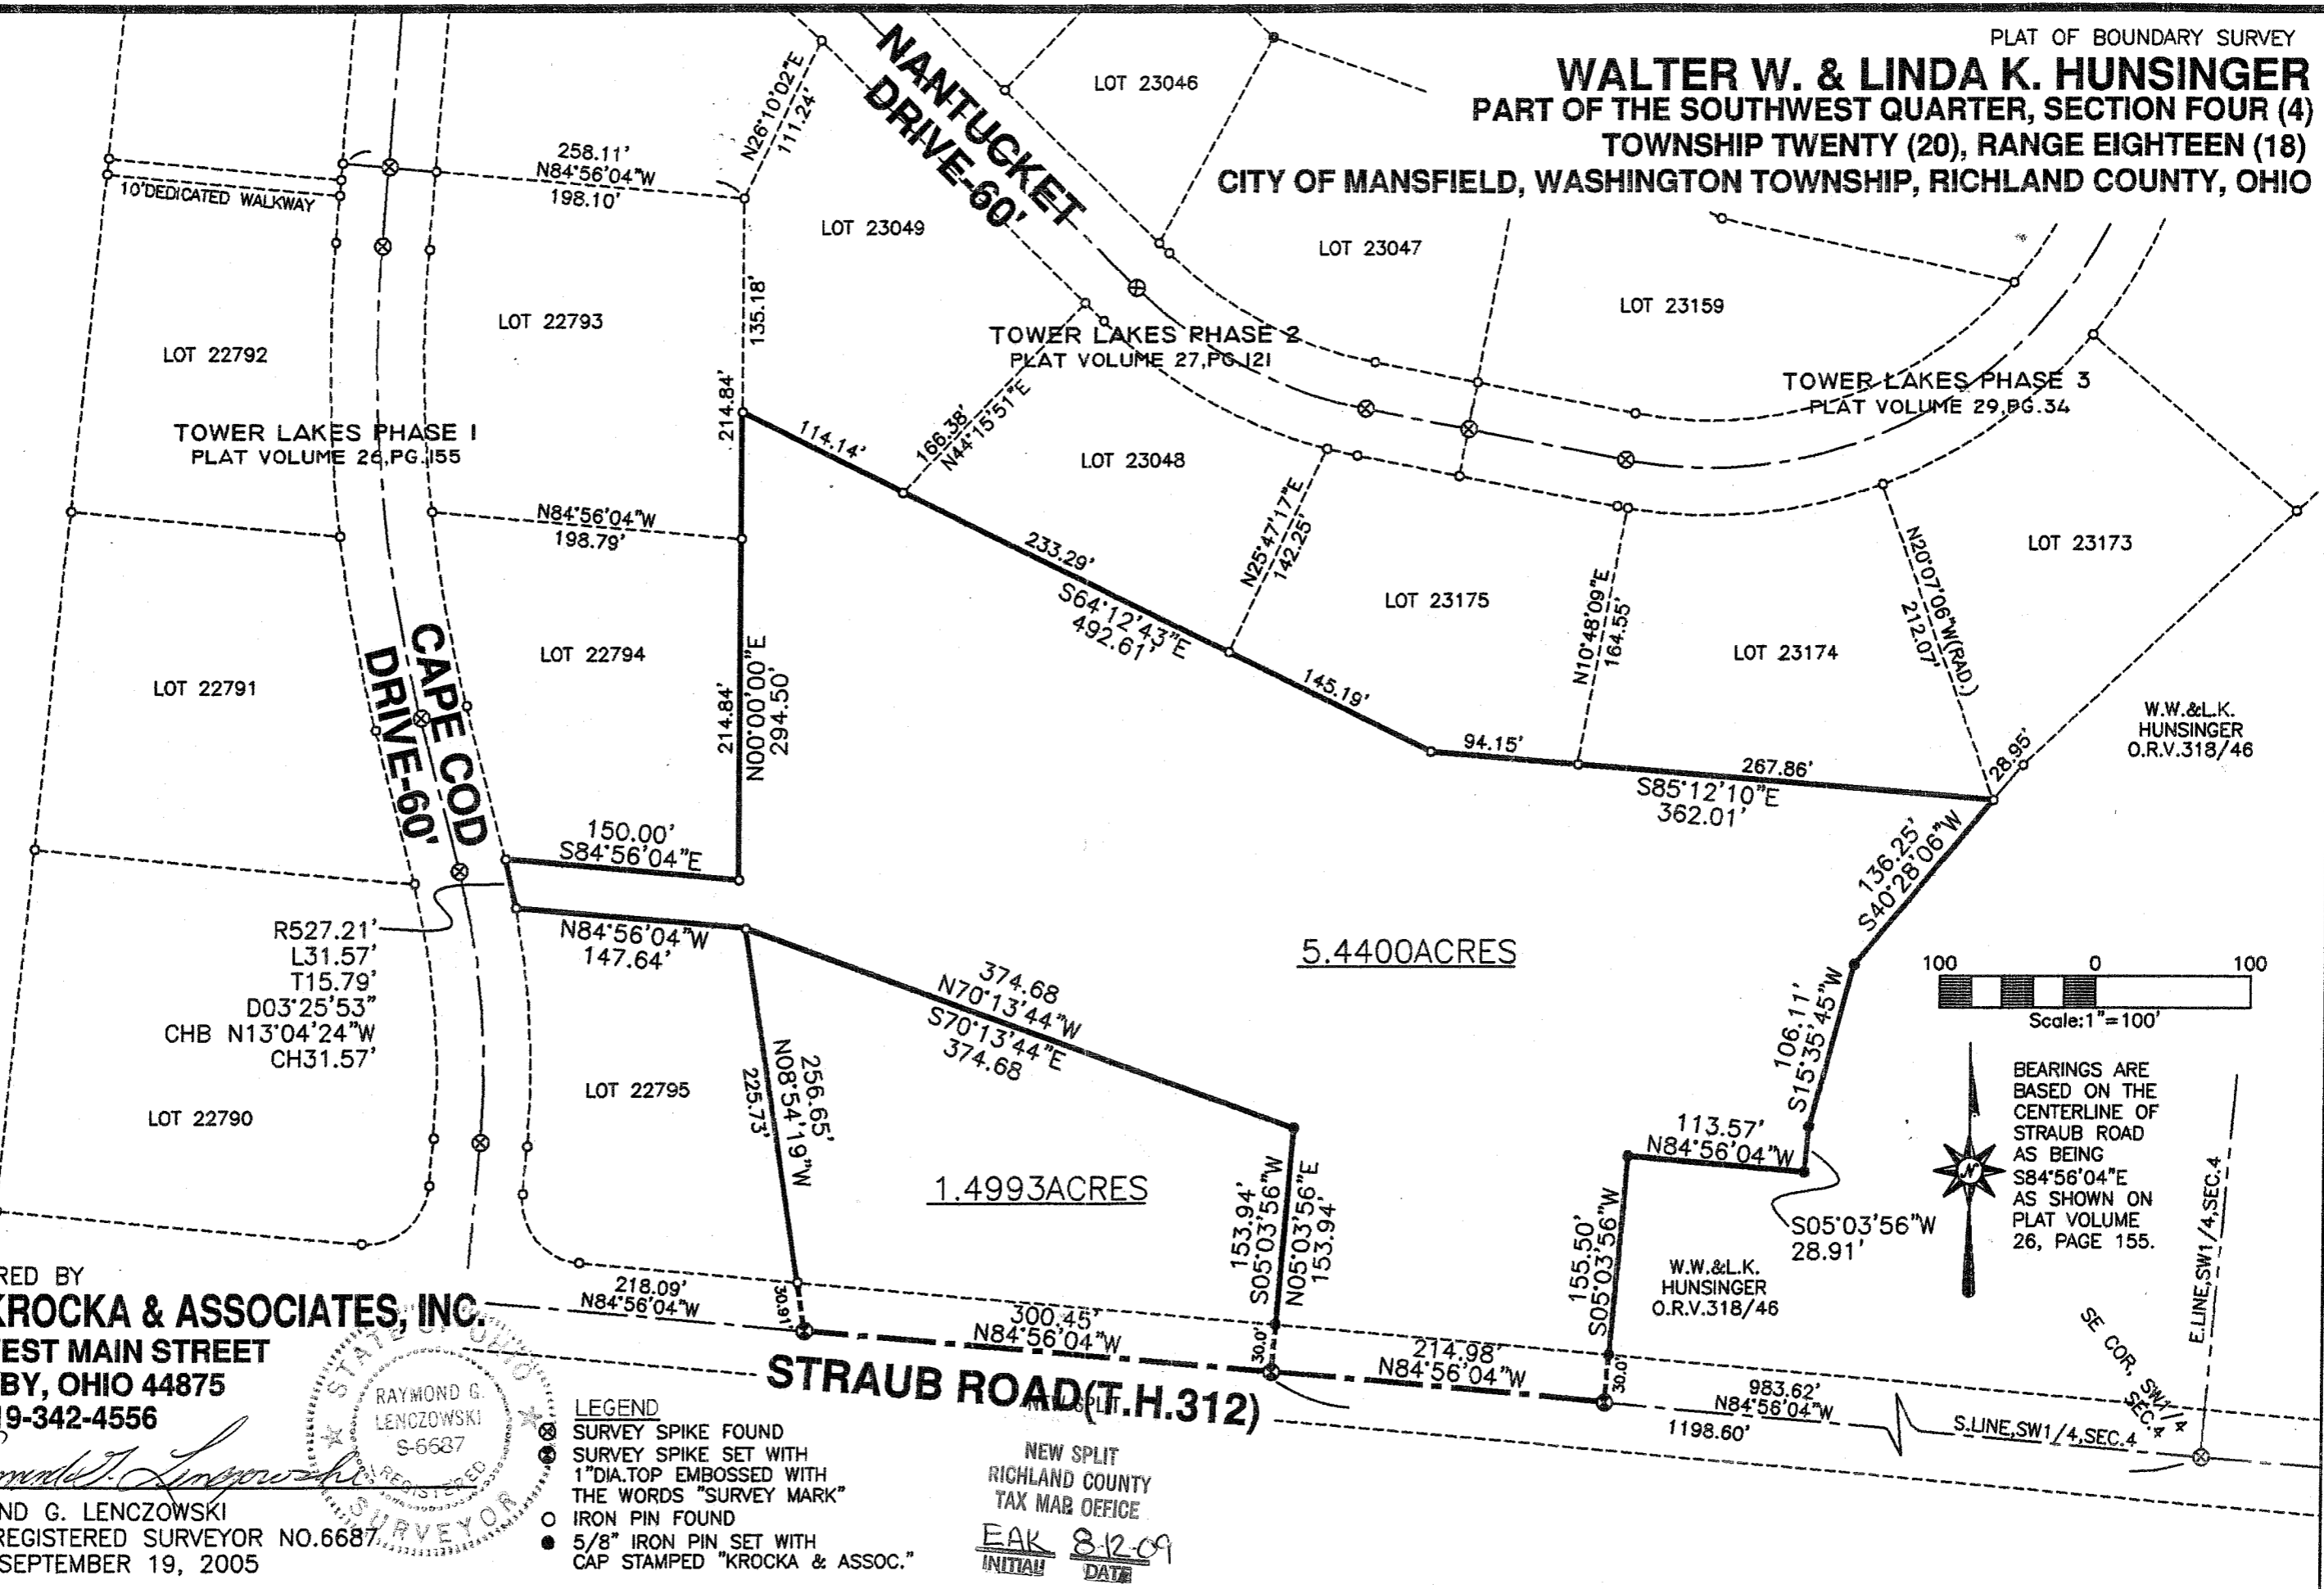 PLAT OF BOUNDARY SURVEY
WALTER W. & LINDA K. HUNSINGER
PART OF THE SOUTHWEST QUARTER, SECTION FOUR (4)
TOWNSHIP TWENTY (20), RANGE EIGHTEEN (18)
CITY OF MANSFIELD, WASHINGTON TOWNSHIP, RICHLAND COUNTY, OHIO
NANTUCKET
DRIVE-60'
LOT 23046
N26°10'02"E
111.24'
258.11'
N84°56'04"W
198.10'
10'DEDICATED WALKWAY
LOT 23049
LOT 23047
LOT 23159
135.18'
LOT 22793
LOT 22792
TOWER LAKES PHASE 2
PLAT VOLUME 27,PG.121
TOWER LAKES PHASE 3
PLAT VOLUME 29,PG.34
TOWER LAKES PHASE 1
PLAT VOLUME 26,PG.155
214.84'
114.14'
166.38'
N44°15'51"E
LOT 23048
N84°56'04"W
198.79'
233.29'
S64°12'43"E
492.61'
N25°47'17"E
142.25'
LOT 23175
N10°48'09"E
164.55'
LOT 23174
N20°07'06"W(RAD.)
212.07'
LOT 23173
LOT 22794
LOT 22791
CAPE COD
DRIVE-60'
214.84'
N00°00'00"E
294.50'
145.19'
94.15'
267.86'
S85°12'10"E
362.01'
28.95'
W.W.&L.K.
HUNSINGER
O.R.V.318/46
150.00'
S84°56'04"E
136.25'
S40°28'06"W
R527.21'
L31.57'
T15.79'
D03°25'53"
CHB N13°04'24"W
CH31.57'
N84°56'04"W
147.64'
374.68
N70°13'44"W
S70°13'44"E
374.68
5.4400ACRES
106.11'
S15°35'45"W
100 0 100
Scale:1"=100'
BEARINGS ARE
BASED ON THE
CENTERLINE OF
STRAUB ROAD
AS BEING
S84°56'04"E
AS SHOWN ON
PLAT VOLUME
26, PAGE 155.
N
LOT 22790
LOT 22795
256.65'
N08°54'19"W
225.73'
1.4993ACRES
153.94'
S05°03'56"W
N05°03'56"E
153.94'
113.57'
N84°56'04"W
155.50'
S05°03'56"W
S05°03'56"W
28.91'
W.W.&L.K.
HUNSINGER
O.R.V.318/46
E.LINE,SW1/4,SEC.4
SE COR, SW1/4
SEC.4
218.09'
N84°56'04"W
30.91'
300.45'
N84°56'04"W
30.0'
214.98'
N84°56'04"W
30.0'
983.62'
N84°56'04"W
1198.60'
S.LINE,SW1/4,SEC.4
STRAUB ROAD(T.H.312)
RED BY
KROCKA & ASSOCIATES, INC.
EST MAIN STREET
BY, OHIO 44875
19-342-4556
STATE OF OHIO
RAYMOND G.
LENCZOWSKI
S-6687
REGISTERED
SURVEYOR
ND G. LENCZOWSKI
REGISTERED SURVEYOR NO.6687
SEPTEMBER 19, 2005
LEGEND
SURVEY SPIKE FOUND
SURVEY SPIKE SET WITH
1"DIA.TOP EMBOSSED WITH
THE WORDS "SURVEY MARK"
IRON PIN FOUND
5/8" IRON PIN SET WITH
CAP STAMPED "KROCKA & ASSOC."
NEW SPLIT
NEW SPLIT
RICHLAND COUNTY
TAX MAP OFFICE
EAK 8-12-09
INITIAL DATE